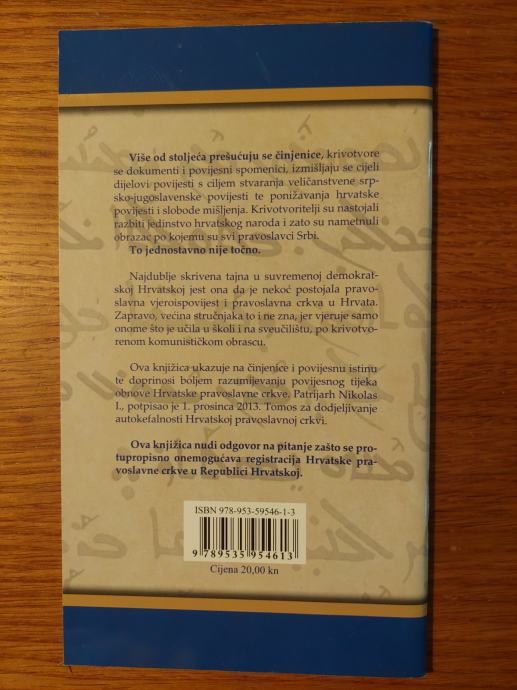 Više od stoljeća prešućuju se činjenice, krivotvore
se dokumenti i povijesni spomenici, izmišljaju se cijeli
dijelovi povijesti s ciljem stvaranja veličanstvene srp-
sko-jugoslavenske povijesti te ponižavanja hrvatske
povijesti i slobode mišljenja. Krivotvoritelji su nastojali
razbiti jedinstvo hrvatskog naroda i zato su nametnuli
obrazac po kojemu su svi pravoslavci Srbi.
To jednostavno nije točno.
Najdublje skrivena tajna u suvremenoj demokrat-
skoj Hrvatskoj jest ona da je nekoć postojala pravo-
slavna vjeroispovijest i pravoslavna crkva u Hrvata.
Zapravo, većina stručnjaka to i ne zna, jer vjeruje samo
onome što je učila u školi i na sveučilištu, po krivotvo-
renom komunističkom obrascu.
Ova knjižica ukazuje na činjenice i povijesnu istinu
te doprinosi boljem razumijevanju povijesnog tijeka
obnove Hrvatske pravoslavne crkve. Patrijarh Nikolas
I., potpisao je 1. prosinca 2013. Tomos za dodjeljivanje
autokefalnosti Hrvatskoj pravoslavnoj crkvi.
Ova knjižica nudi odgovor na pitanje zašto se pro-
tupropisno onemogućava registracija Hrvatske pra-
voslavne crkve u Republici Hrvatskoj.
ISBN 978-953-59546-1-3
9 789535 954613
Cijena 20,00 kn